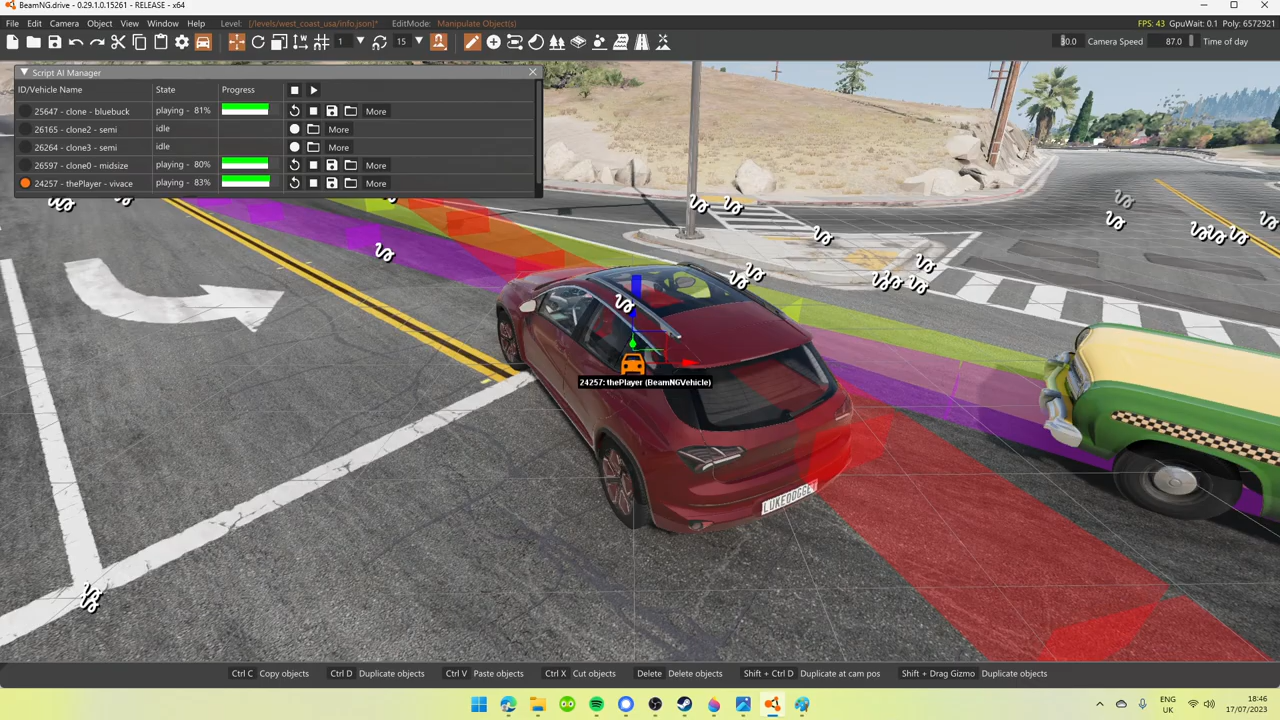 BeamNG.drive - 0.29.1.0.15261 - RELEASE - x64
File Edit Camera Object View Window Help Level: [/levels/west_coast_usa/info.json]* EditMode: Manipulate Object(s) FPS: 43 GpuWait: 0.1 Poly: 6572921
1 15 30.0 Camera Speed 87.0 Time of day
Script AI Manager
ID/Vehicle Name State Progress
25647 - clone - bluebuck playing - 81% More
26165 - clone2 - semi idle More
26264 - clone3 - semi idle More
26597 - clone0 - midsize playing - 80% More
24257 - thePlayer - vivace playing - 83% More
24257: thePlayer (BeamNGVehicle)
LUKEDOGGET
Ctrl C Copy objects Ctrl D Duplicate objects Ctrl V Paste objects Ctrl X Cut objects Delete Delete objects Shift + Ctrl D Duplicate at cam pos Shift + Drag Gizmo Duplicate objects
ENG 18:46
UK 17/07/2023